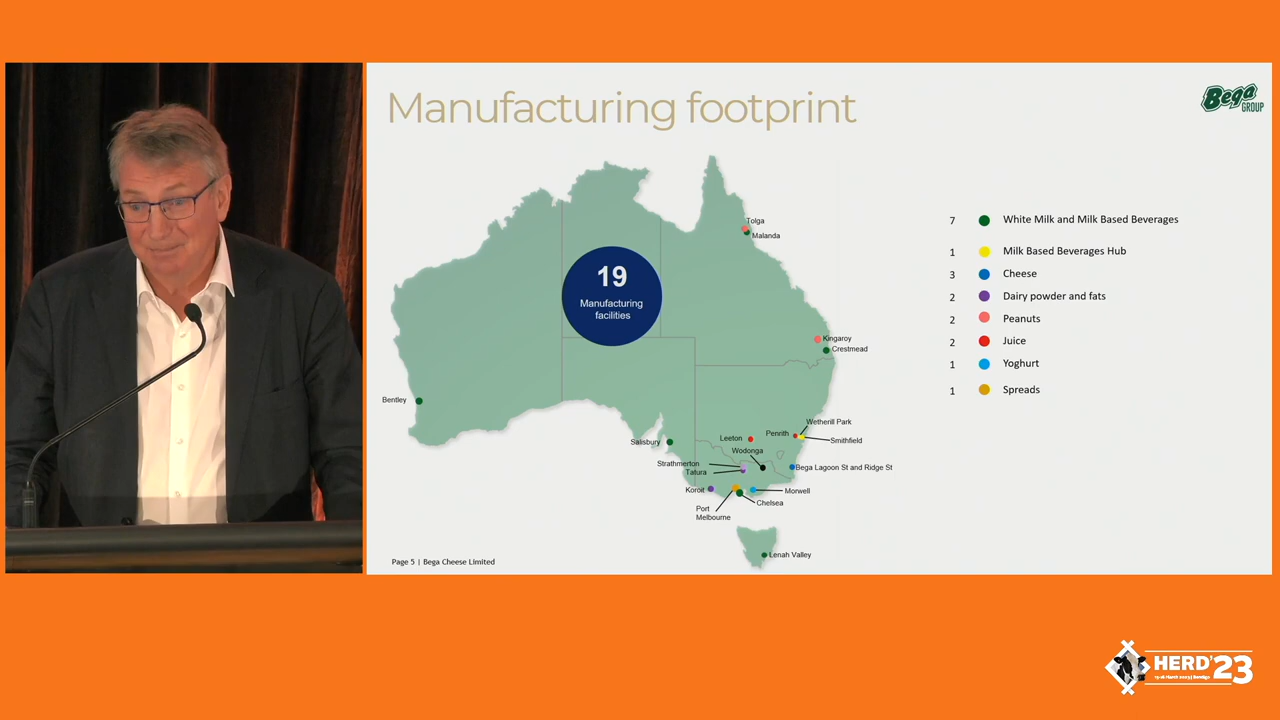 Manufacturing footprint
Bega
GROUP
19
Manufacturing
facilities
Tolga
Malanda
Kingaroy
Crestmead
Bentley
Salisbury
Leeton
Penrith
Wetherill Park
Smithfield
Wodonga
Strathmerton
Tatura
Bega Lagoon St and Ridge St
Koroit
Morwell
Chelsea
Port
Melbourne
Lenah Valley
7 White Milk and Milk Based Beverages
1 Milk Based Beverages Hub
3 Cheese
2 Dairy powder and fats
2 Peanuts
2 Juice
1 Yoghurt
1 Spreads
Page 5 | Bega Cheese Limited
HERD'23